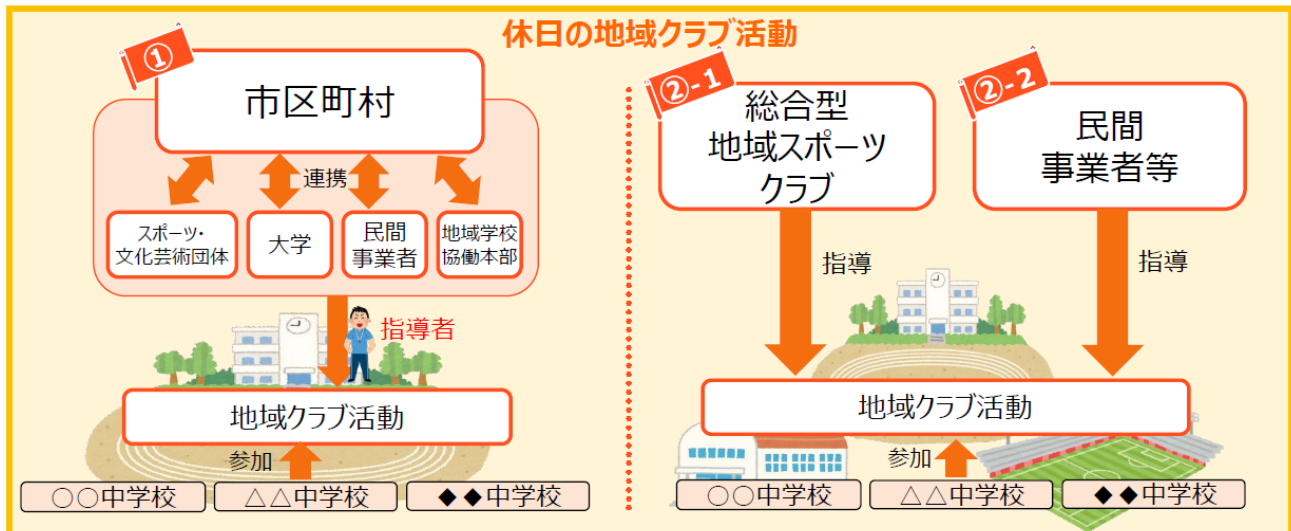 休日の地域クラブ活動
①
市区町村
連携
スポーツ・
文化芸術団体
大学
民間
事業者
地域学校
協働本部
指導者
地域クラブ活動
参加
○○中学校
△△中学校
◆◆中学校
②-1
総合型
地域スポーツ
クラブ
②-2
民間
事業者等
指導
指導
地域クラブ活動
参加
○○中学校
△△中学校
◆◆中学校